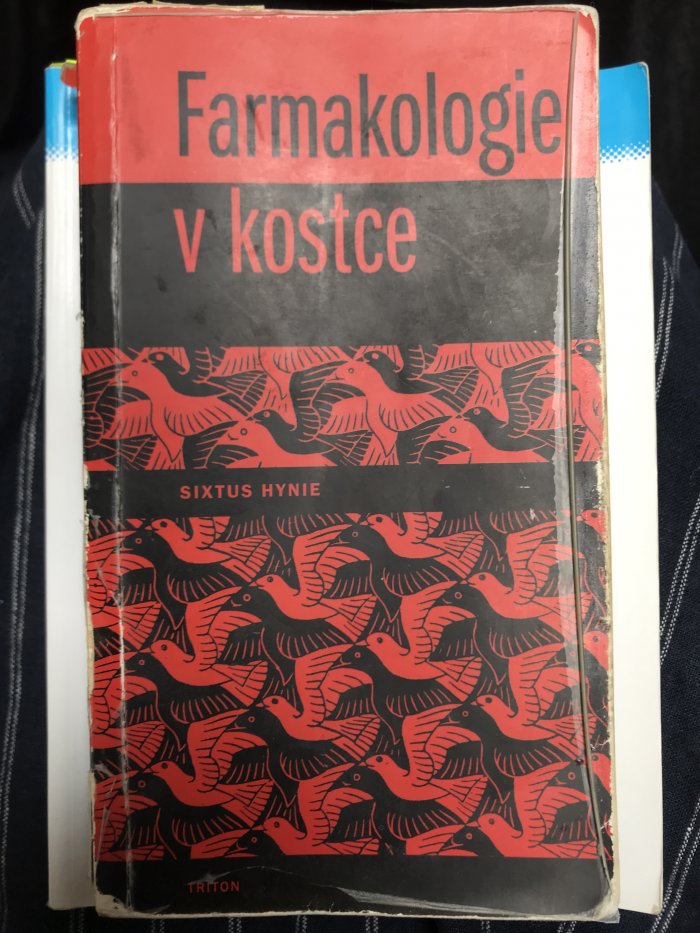 Farmakologie
v kostce
SIXTUS HYNIE
TRITON